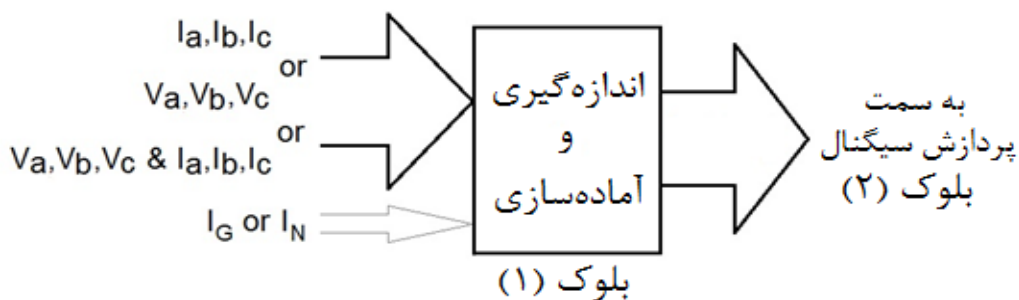 Ia,Ib,Ic
or
Va,Vb,Vc
or
Va,Vb,Vc & Ia,Ib,Ic
IG or IN
اندازه‌گیری
و
آماده‌سازی
بلوک (۱)
به سمت
پردازش سیگنال
بلوک (۲)